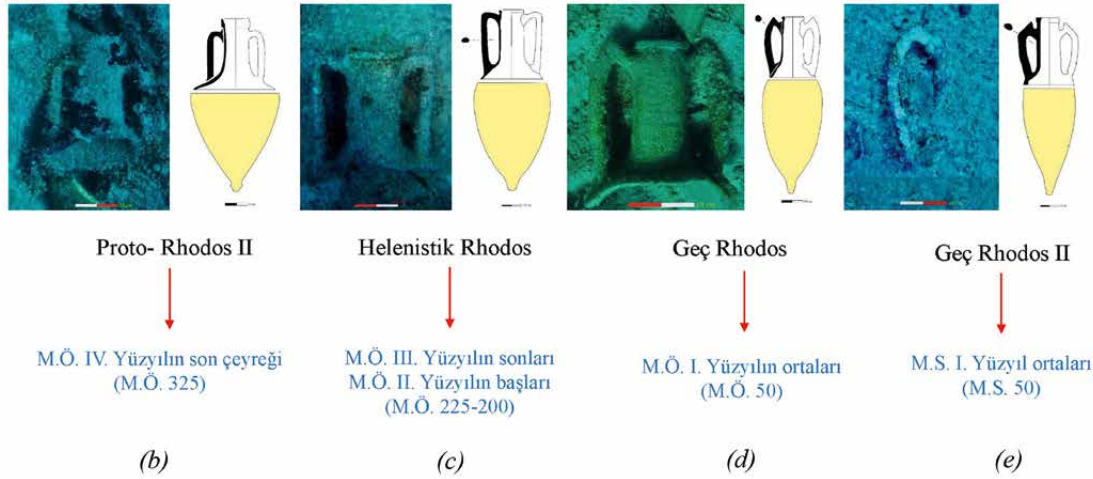 Proto- Rhodos II
M.Ö. IV. Yüzyılın son çeyreği
(M.Ö. 325)
(b)
Helenistik Rhodos
M.Ö. III. Yüzyılın sonları
M.Ö. II. Yüzyılın başları
(M.Ö. 225-200)
(c)
Geç Rhodos
M.Ö. I. Yüzyılın ortaları
(M.Ö. 50)
(d)
Geç Rhodos II
M.S. I. Yüzyıl ortaları
(M.S. 50)
(e)